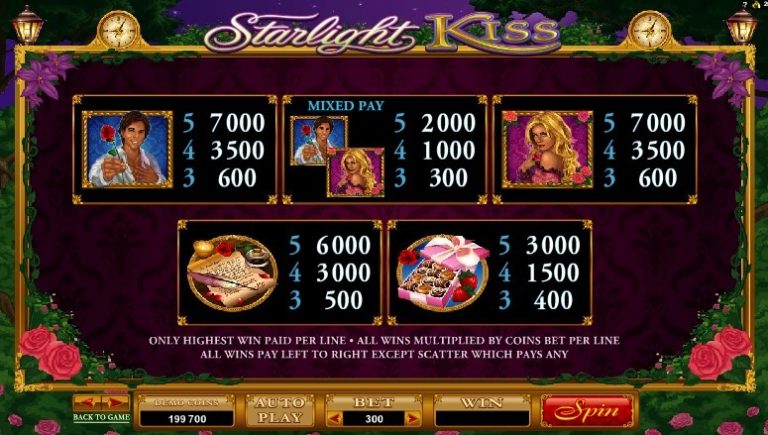 Starlight Kiss
5 7000
4 3500
3 600
MIXED PAY
5 2000
4 1000
3 300
5 7000
4 3500
3 600
5 6000
4 3000
3 500
5 3000
4 1500
3 400
ONLY HIGHEST WIN PAID PER LINE • ALL WINS MULTIPLIED BY COINS BET PER LINE
ALL WINS PAY LEFT TO RIGHT EXCEPT SCATTER WHICH PAYS ANY
BACK TO GAME
DEMO COINS
199700
AUTO
PLAY
BET
300
WIN
Spin